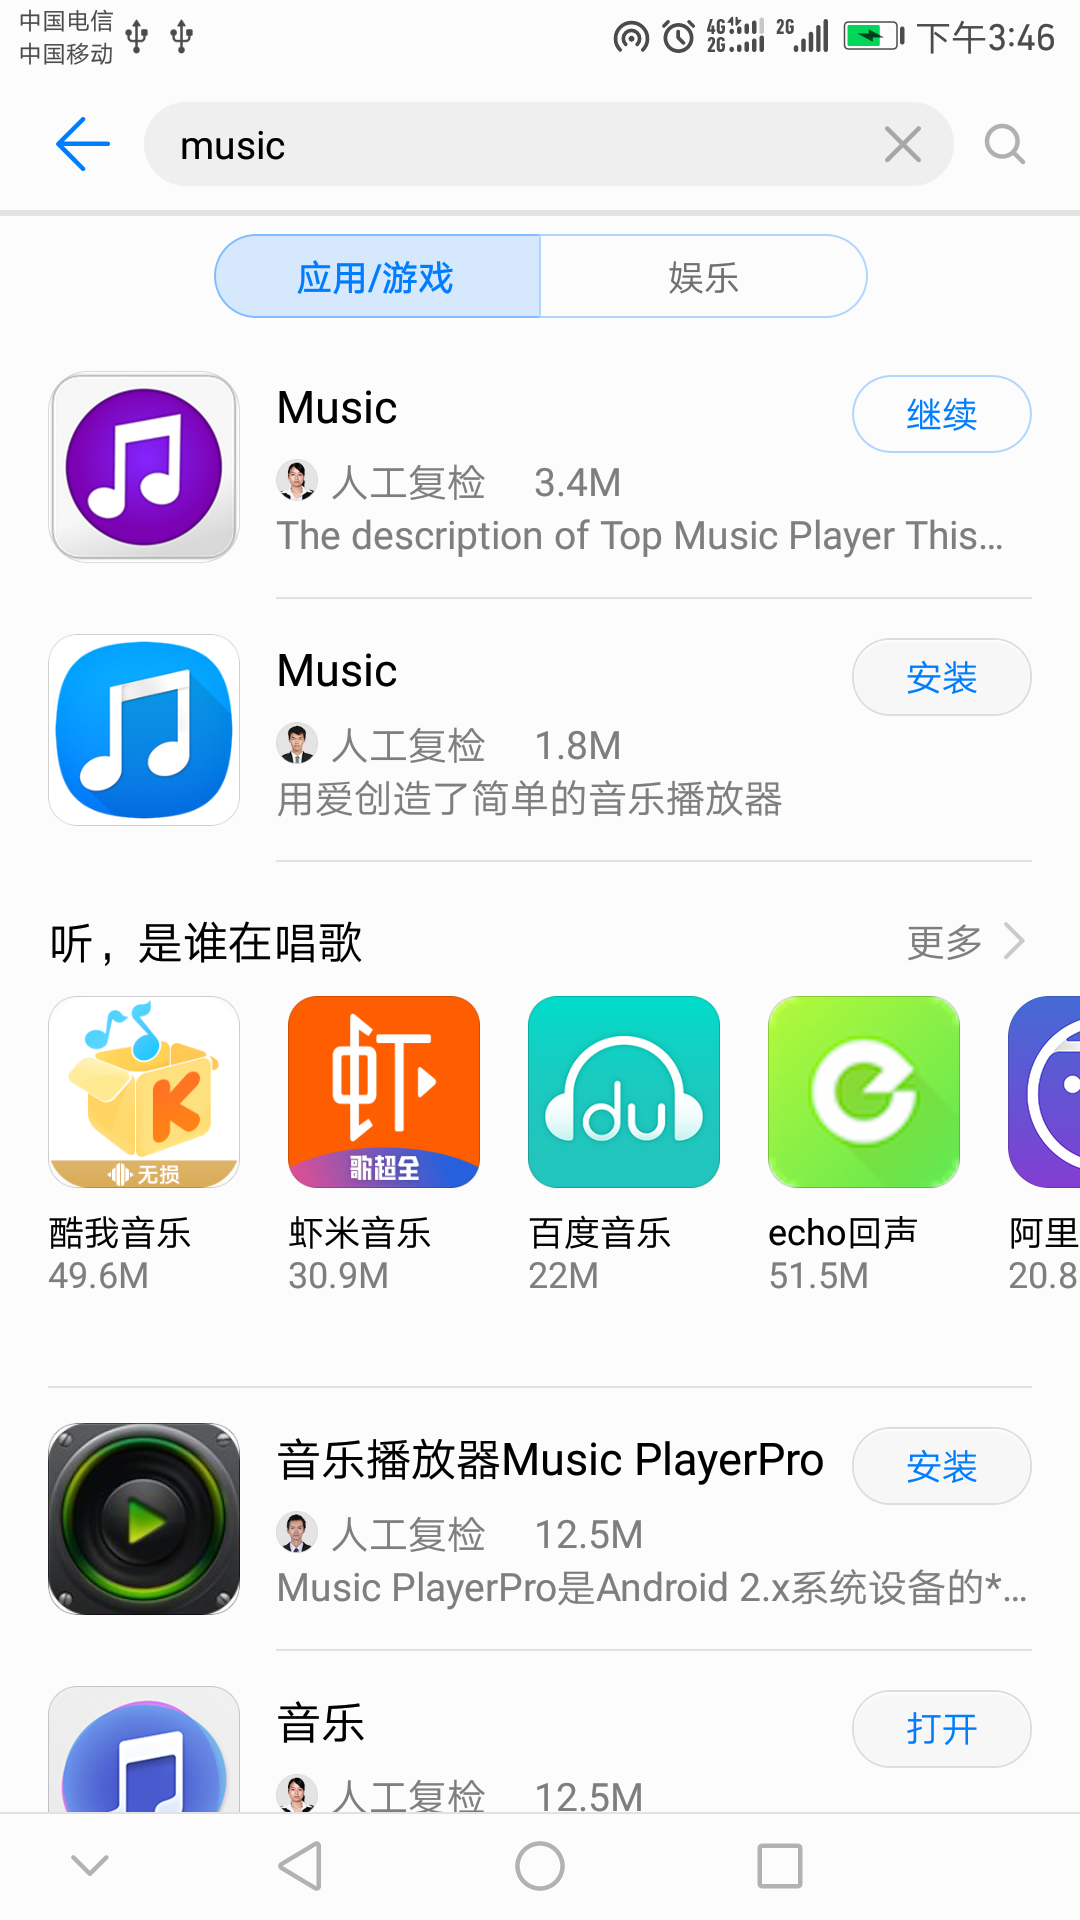 中国电信
中国移动
4G 2G 2G 下午3:46
music
应用/游戏 娱乐
Music
继续
人工复检 3.4M
The description of Top Music Player This...
Music
安装
人工复检 1.8M
用爱创造了简单的音乐播放器
听，是谁在唱歌 更多
K 无损
虾 歌超全
du
酷我音乐 虾米音乐 百度音乐 echo回声 阿里
49.6M 30.9M 22M 51.5M 20.8
音乐播放器Music PlayerPro
安装
人工复检 12.5M
Music PlayerPro是Android 2.x系统设备的*...
音乐
打开
人工复检 12.5M